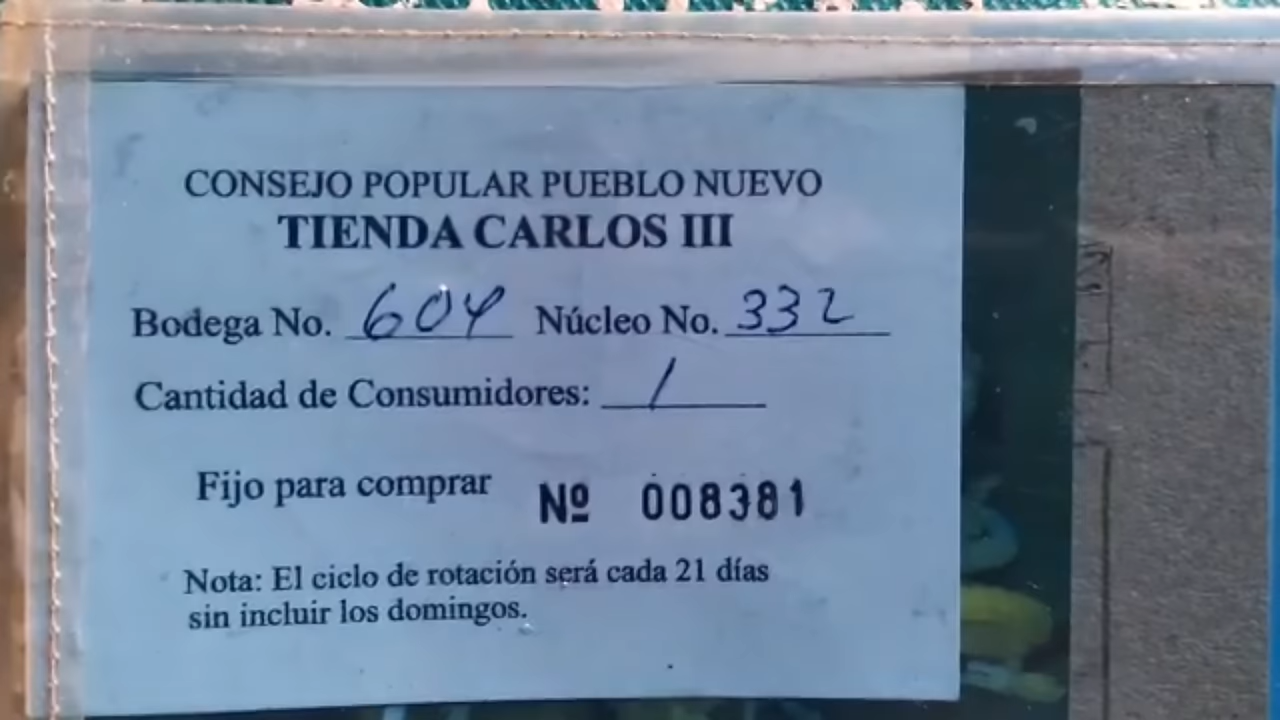 CONSEJO POPULAR PUEBLO NUEVO
TIENDA CARLOS III
Bodega No. 604 Núcleo No. 332
Cantidad de Consumidores: 1
Fijo para comprar Nº 008381
Nota: El ciclo de rotación será cada 21 días
sin incluir los domingos.